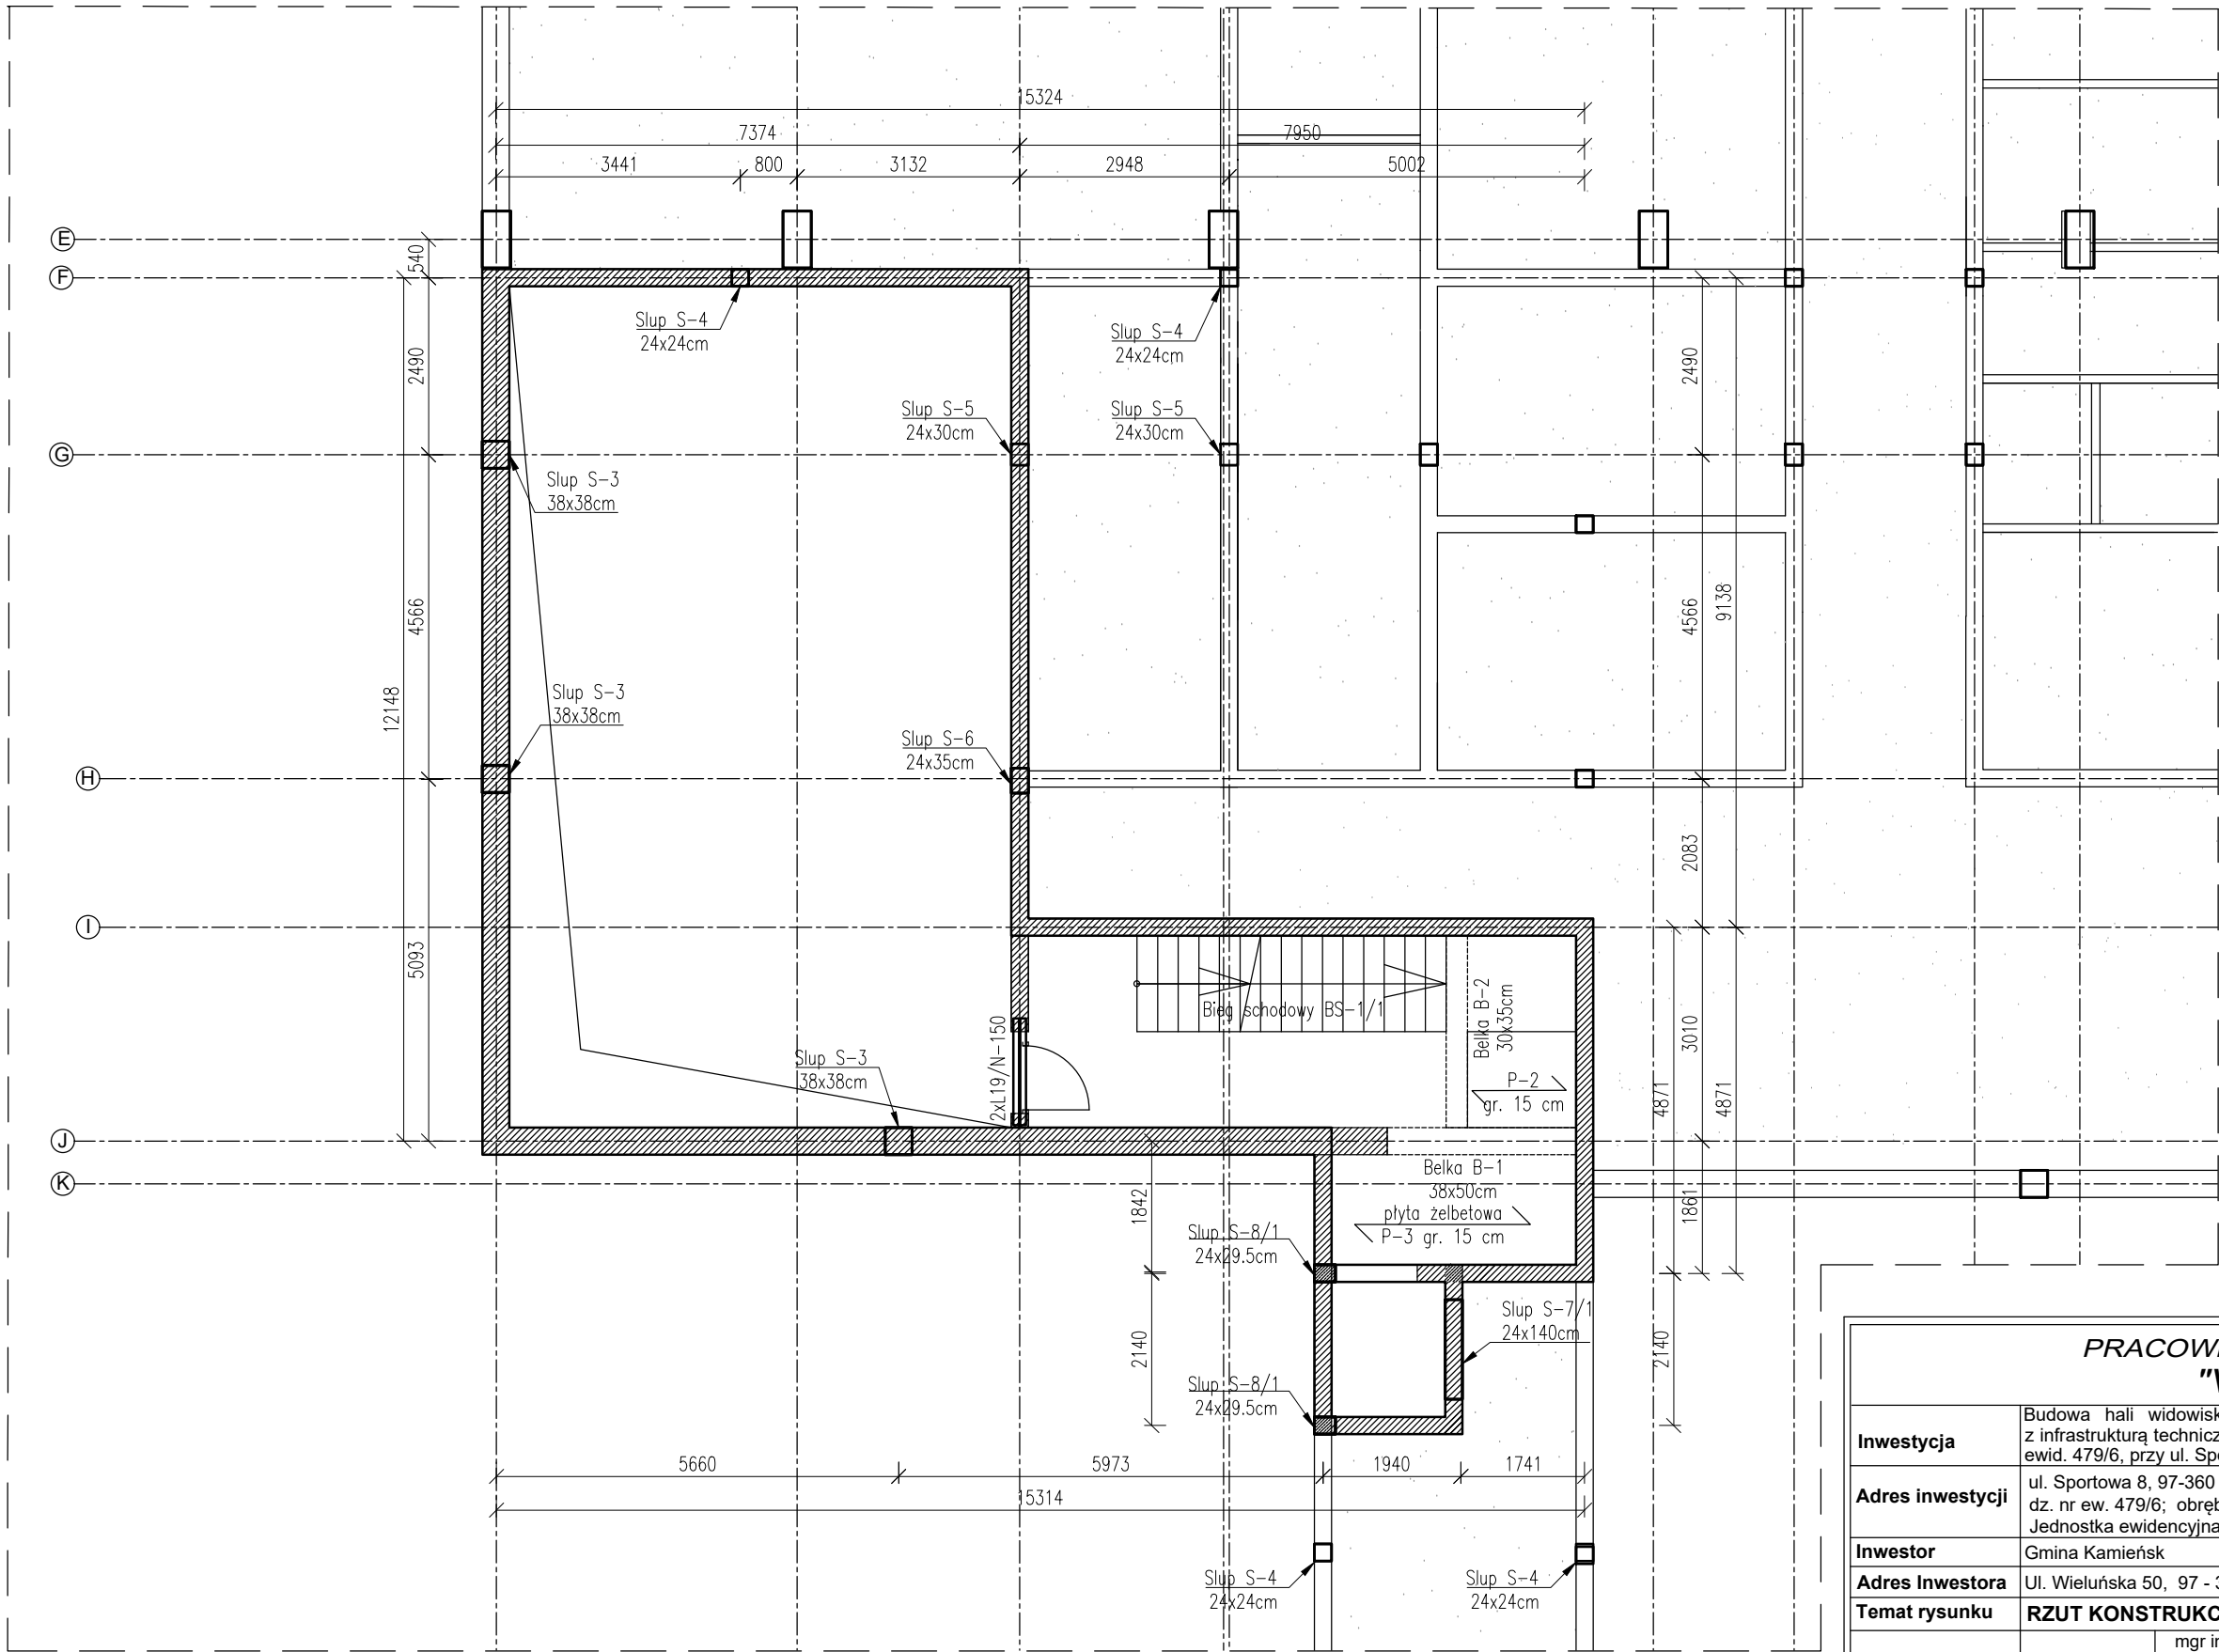 15324
7374
7950
3441
800
3132
2948
5002
E
540
F
Slup S-4
24x24cm
Slup S-4
24x24cm
2490
2490
Slup S-5
24x30cm
Slup S-5
24x30cm
G
Slup S-3
38x38cm
12148
4566
4566
9138
Slup S-3
38x38cm
Slup S-6
24x35cm
H
2083
I
5093
Bieg schodowy BS-1/1
Belka B-2
30x35cm
3010
Slup S-3
38x38cm
2xL19/N-150
P-2
gr. 15 cm
4871
4871
J
K
Belka B-1
38x50cm
płyta żelbetowa
P-3 gr. 15 cm
1842
1861
Slup S-8/1
24x29.5cm
Slup S-7/1
24x140cm
2140
2140
Slup S-8/1
24x29.5cm
5660
5973
1940
1741
15314
Slup S-4
24x24cm
Slup S-4
24x24cm
PRACOW
"
Inwestycja
Budowa hali widowisk
z infrastrukturą technicz
ewid. 479/6, przy ul. Spo
Adres inwestycji
ul. Sportowa 8, 97-360
dz. nr ew. 479/6; obręb
Jednostka ewidencyjna
Inwestor
Gmina Kamieńsk
Adres Inwestora
Ul. Wieluńska 50, 97 - 3
Temat rysunku
RZUT KONSTRUKC
mgr in